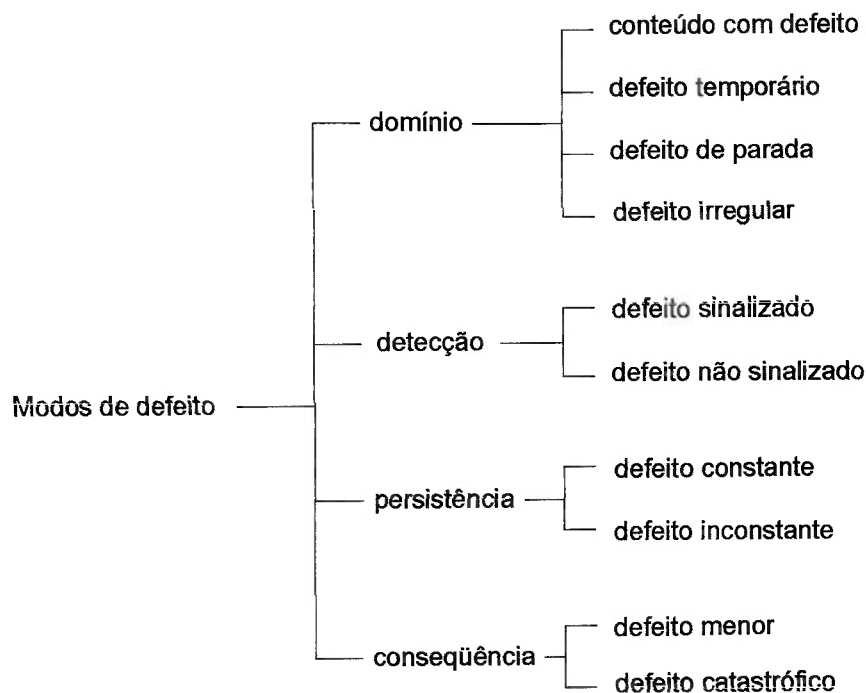 conteúdo com defeito
defeito temporário
domínio
defeito de parada
defeito irregular
defeito sinalizado
detecção
defeito não sinalizado
Modos de defeito
defeito constante
persistência
defeito inconstante
defeito menor
conseqüência
defeito catastrófico